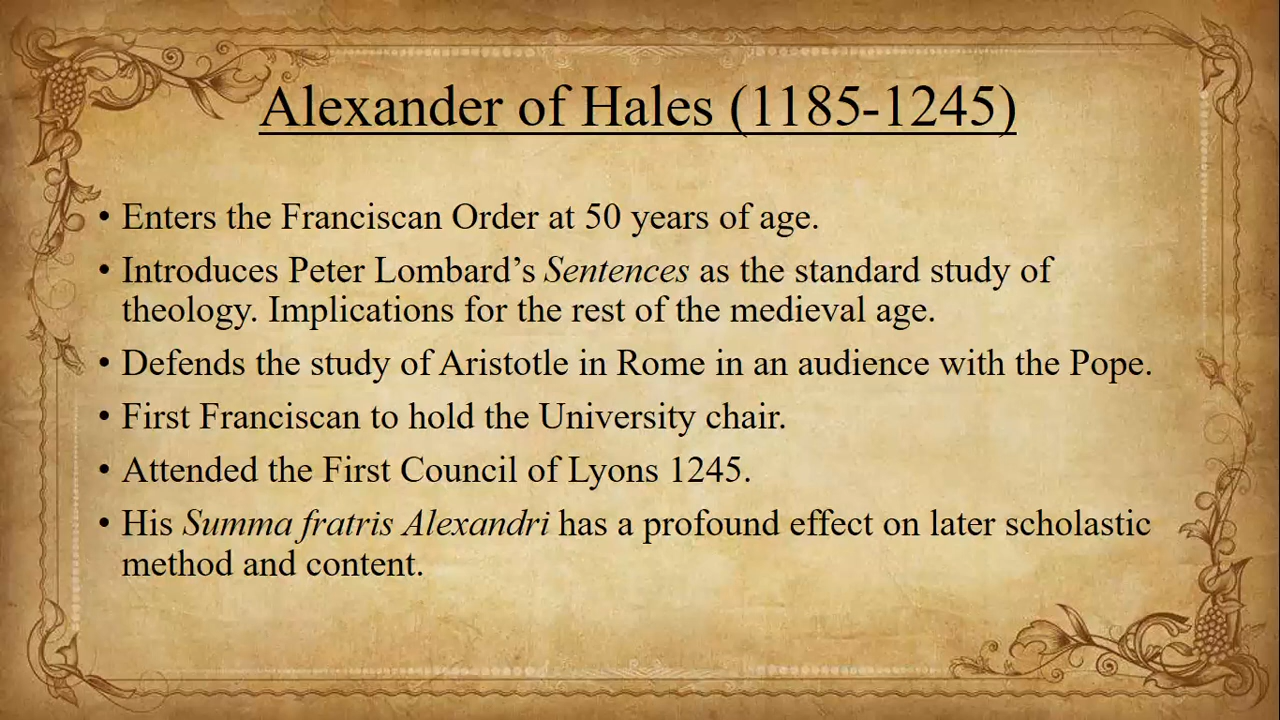 Alexander of Hales (1185-1245)
• Enters the Franciscan Order at 50 years of age.
• Introduces Peter Lombard’s Sentences as the standard study of
theology. Implications for the rest of the medieval age.
• Defends the study of Aristotle in Rome in an audience with the Pope.
• First Franciscan to hold the University chair.
• Attended the First Council of Lyons 1245.
• His Summa fratris Alexandri has a profound effect on later scholastic
method and content.